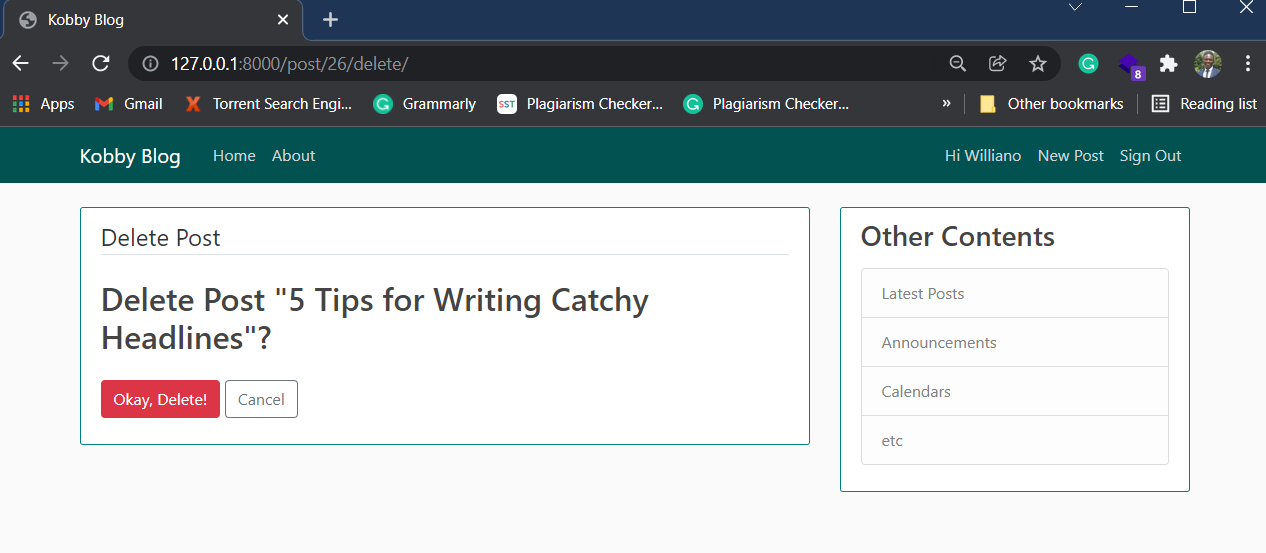 Kobby Blog
127.0.0.1:8000/post/26/delete/
8
Apps Gmail Torrent Search Engi... Grammarly SST Plagiarism Checker... Plagiarism Checker... » Other bookmarks Reading list
Kobby Blog Home About Hi Williano New Post Sign Out
Delete Post
Delete Post "5 Tips for Writing Catchy
Headlines"?
Okay, Delete! Cancel
Other Contents
Latest Posts
Announcements
Calendars
etc